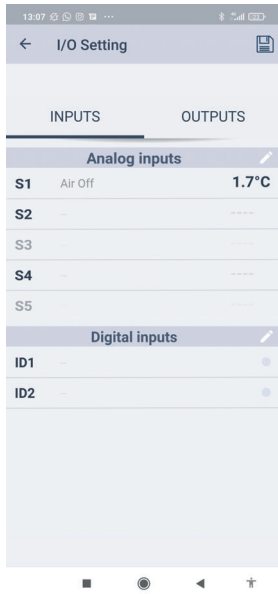 13:07
I/O Setting
INPUTS OUTPUTS
Analog inputs
S1 Air Off 1.7°C
S2 -- ----
S3 -- ----
S4 -- ----
S5 -- ----
Digital inputs
ID1 --
ID2 --